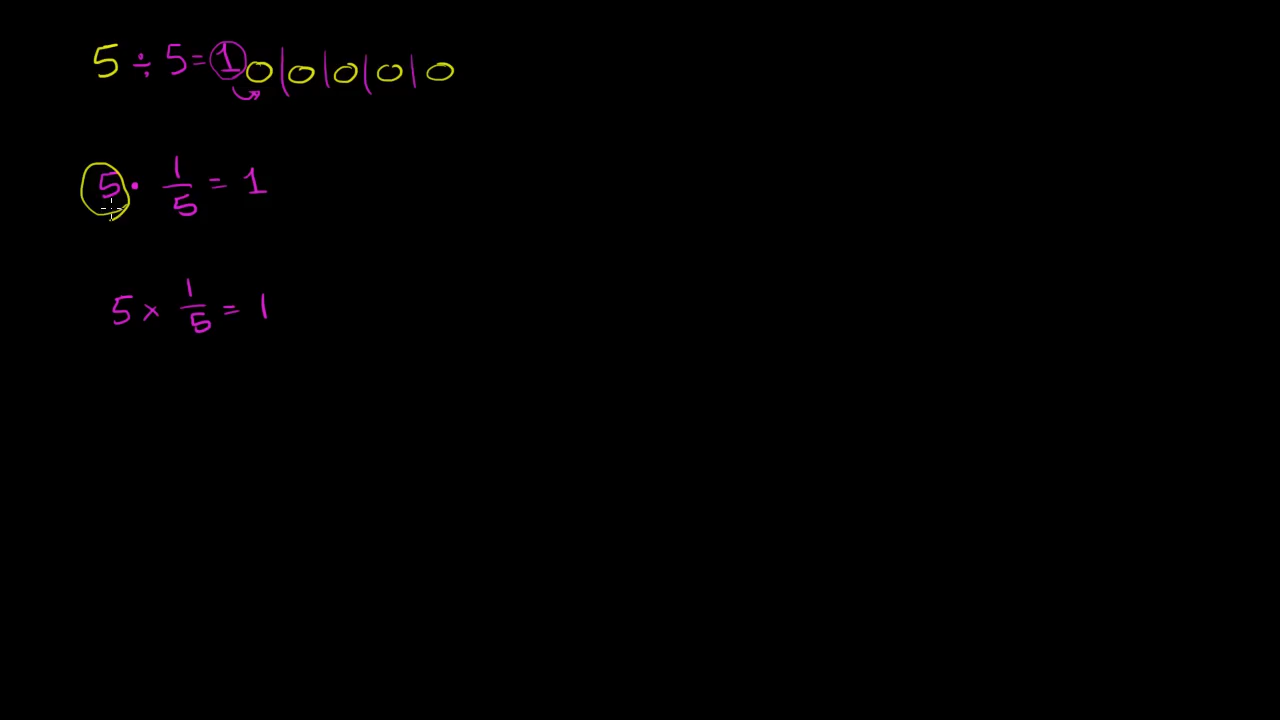 5 ÷ 5 = 1 0|0|0|0|0
5 · 1/5 = 1
5 × 1/5 = 1